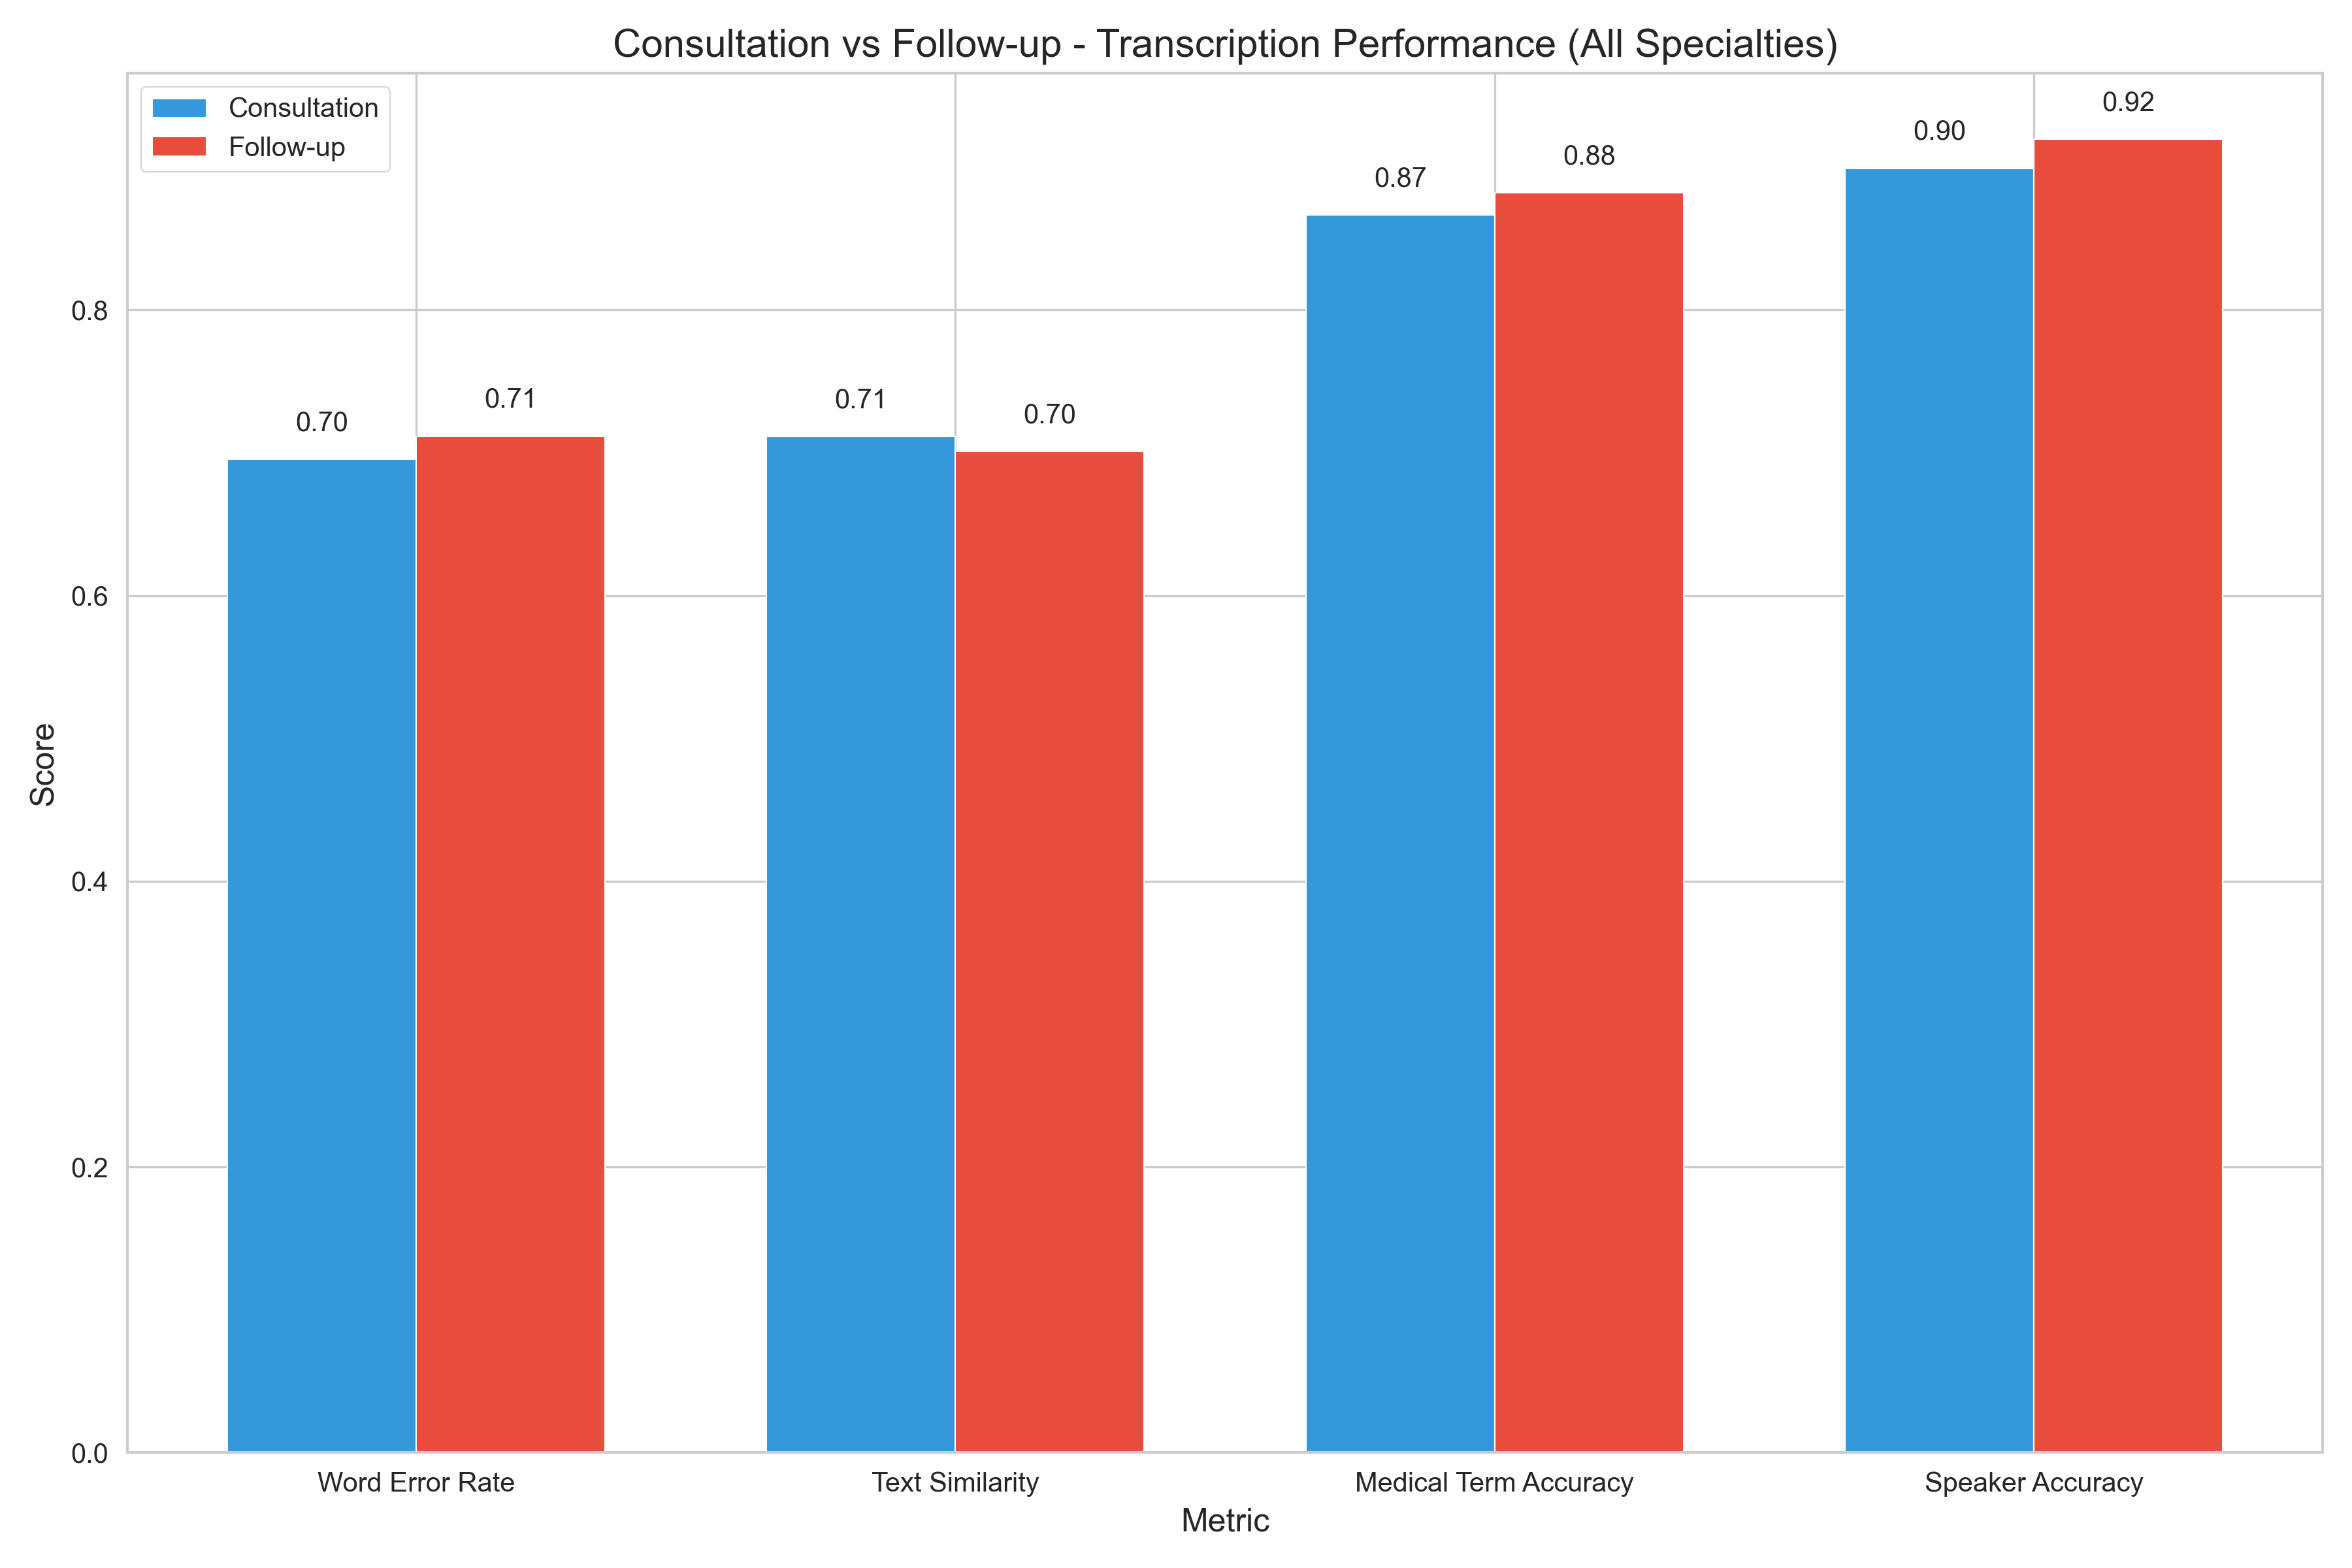 Consultation vs Follow-up - Transcription Performance (All Specialties)
Consultation
Follow-up
0.70
0.71
0.71
0.70
0.87
0.88
0.90
0.92
0.8
0.6
0.4
0.2
0.0
Score
Word Error Rate
Text Similarity
Medical Term Accuracy
Speaker Accuracy
Metric